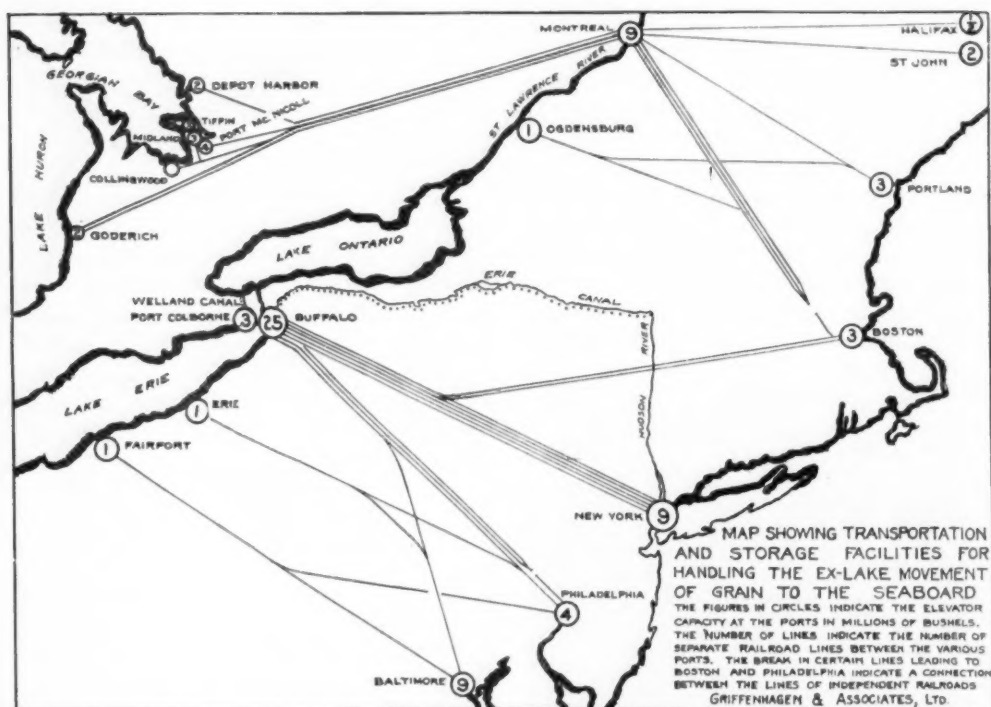 MONTREAL
9
HALIFAX
ST JOHN
2
GEORGIAN BAY
2
DEPOT HARBOR
TIFFIN
MIDLAND
PORT MC NICOLL
4
COLLINGWOOD
LAKE HURON
2
GODERICH
ST LAWRENCE RIVER
1
OGDENSBURG
3
PORTLAND
LAKE ONTARIO
ERIE CANAL
WELLAND CANAL
PORT COLBORNE
3
25
BUFFALO
HUDSON RIVER
3
BOSTON
LAKE ERIE
1
ERIE
1
FAIRPORT
NEW YORK
9
PHILADELPHIA
4
BALTIMORE
9
MAP SHOWING TRANSPORTATION
AND STORAGE FACILITIES FOR
HANDLING THE EX-LAKE MOVEMENT
OF GRAIN TO THE SEABOARD
THE FIGURES IN CIRCLES INDICATE THE ELEVATOR
CAPACITY AT THE PORTS IN MILLIONS OF BUSHELS.
THE NUMBER OF LINES INDICATE THE NUMBER OF
SEPARATE RAILROAD LINES BETWEEN THE VARIOUS
PORTS. THE BREAK IN CERTAIN LINES LEADING TO
BOSTON AND PHILADELPHIA INDICATE A CONNECTION
BETWEEN THE LINES OF INDEPENDENT RAILROADS
GRIFFENHAGEN & ASSOCIATES, LTD.